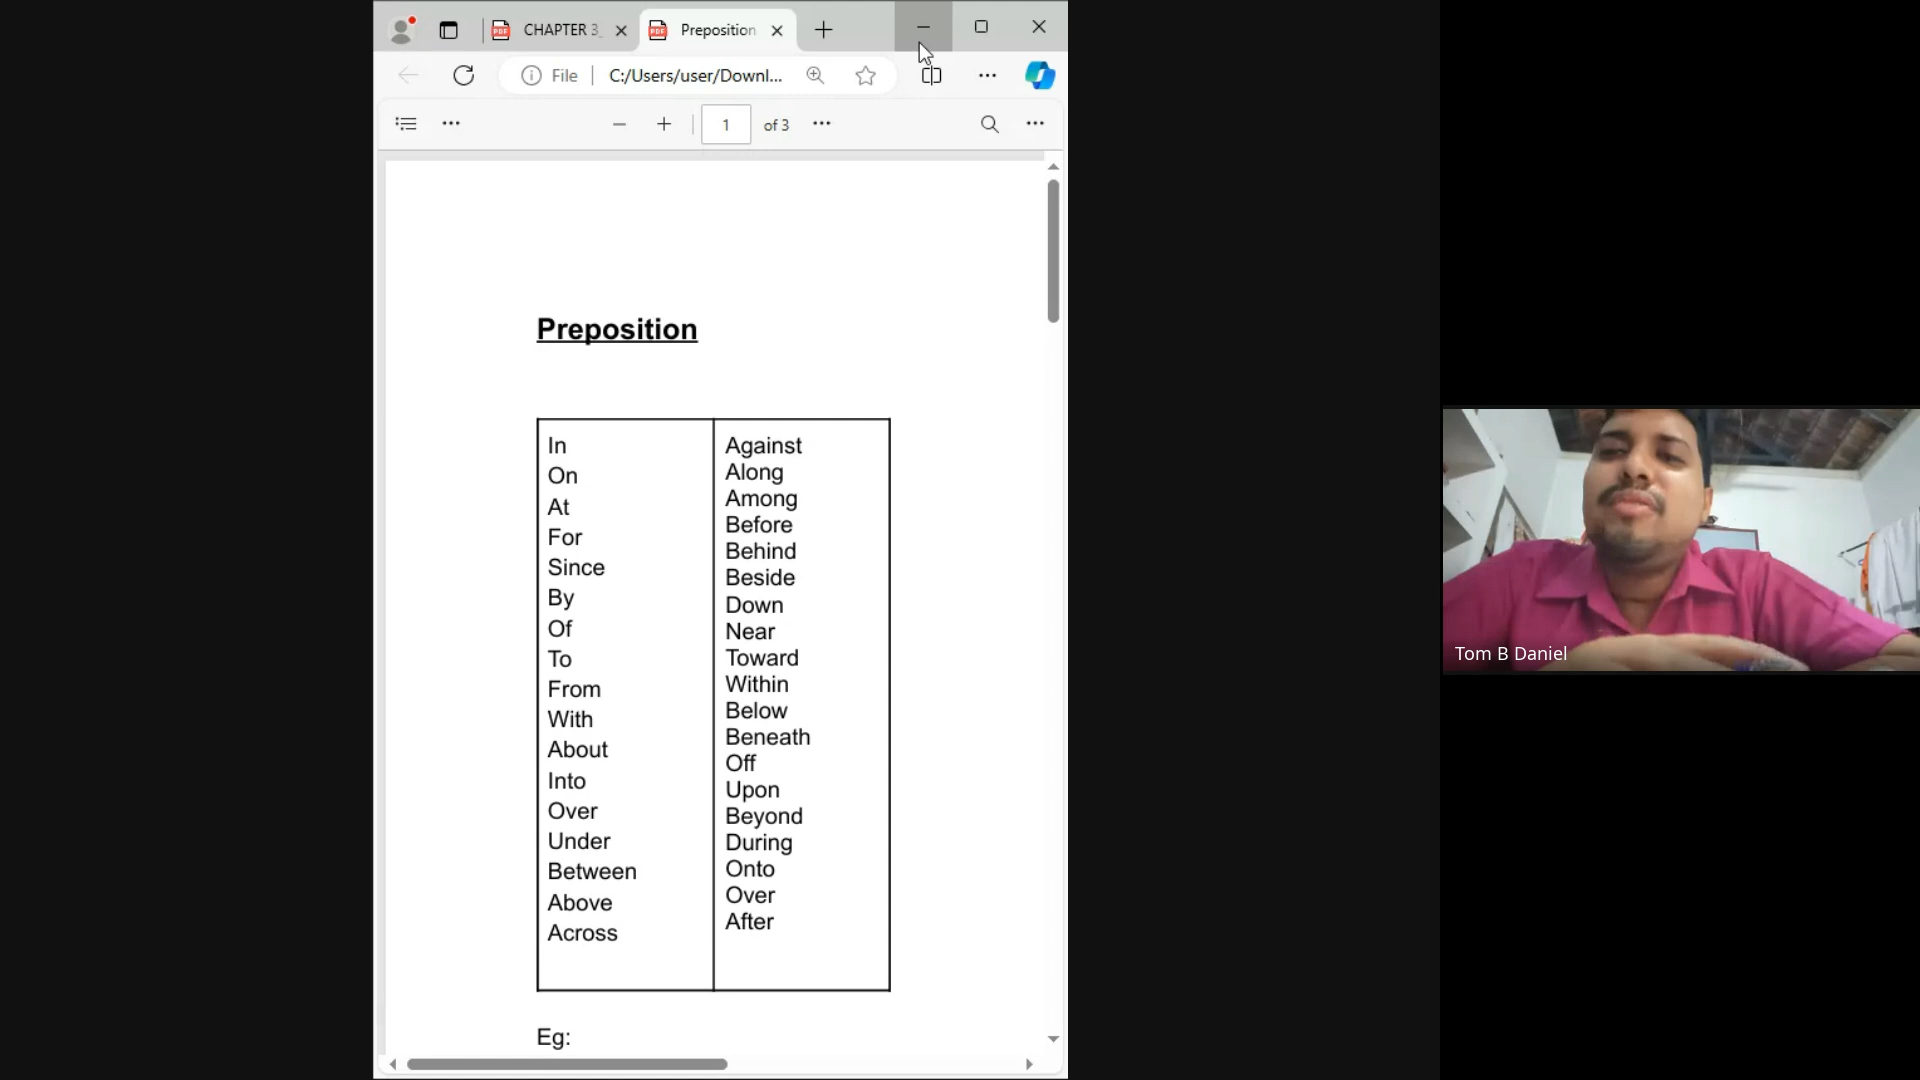 CHAPTER 3_
Preposition
File
C:/Users/user/Downl...
1
of 3
Preposition
In
On
At
For
Since
By
Of
To
From
With
About
Into
Over
Under
Between
Above
Across
Against
Along
Among
Before
Behind
Beside
Down
Near
Toward
Within
Below
Beneath
Off
Upon
Beyond
During
Onto
Over
After
Eg:
Tom B Daniel